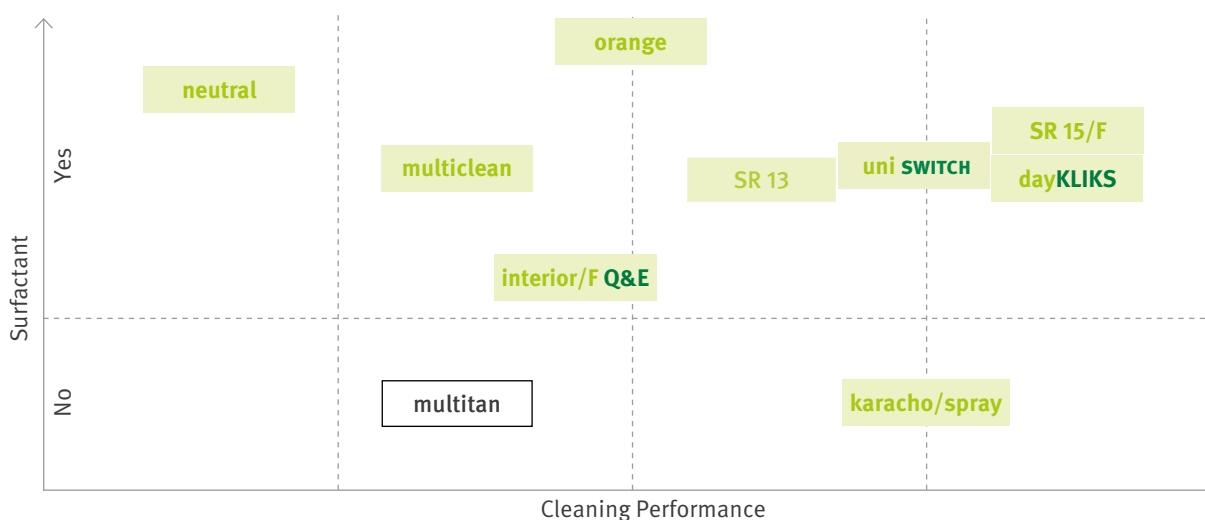 orange
neutral
SR 15/F
uni SWITCH
multiclean
SR 13
dayKLIKS
Yes
interior/F Q&E
Surfactant
No
multitan
karacho/spray
Cleaning Performance